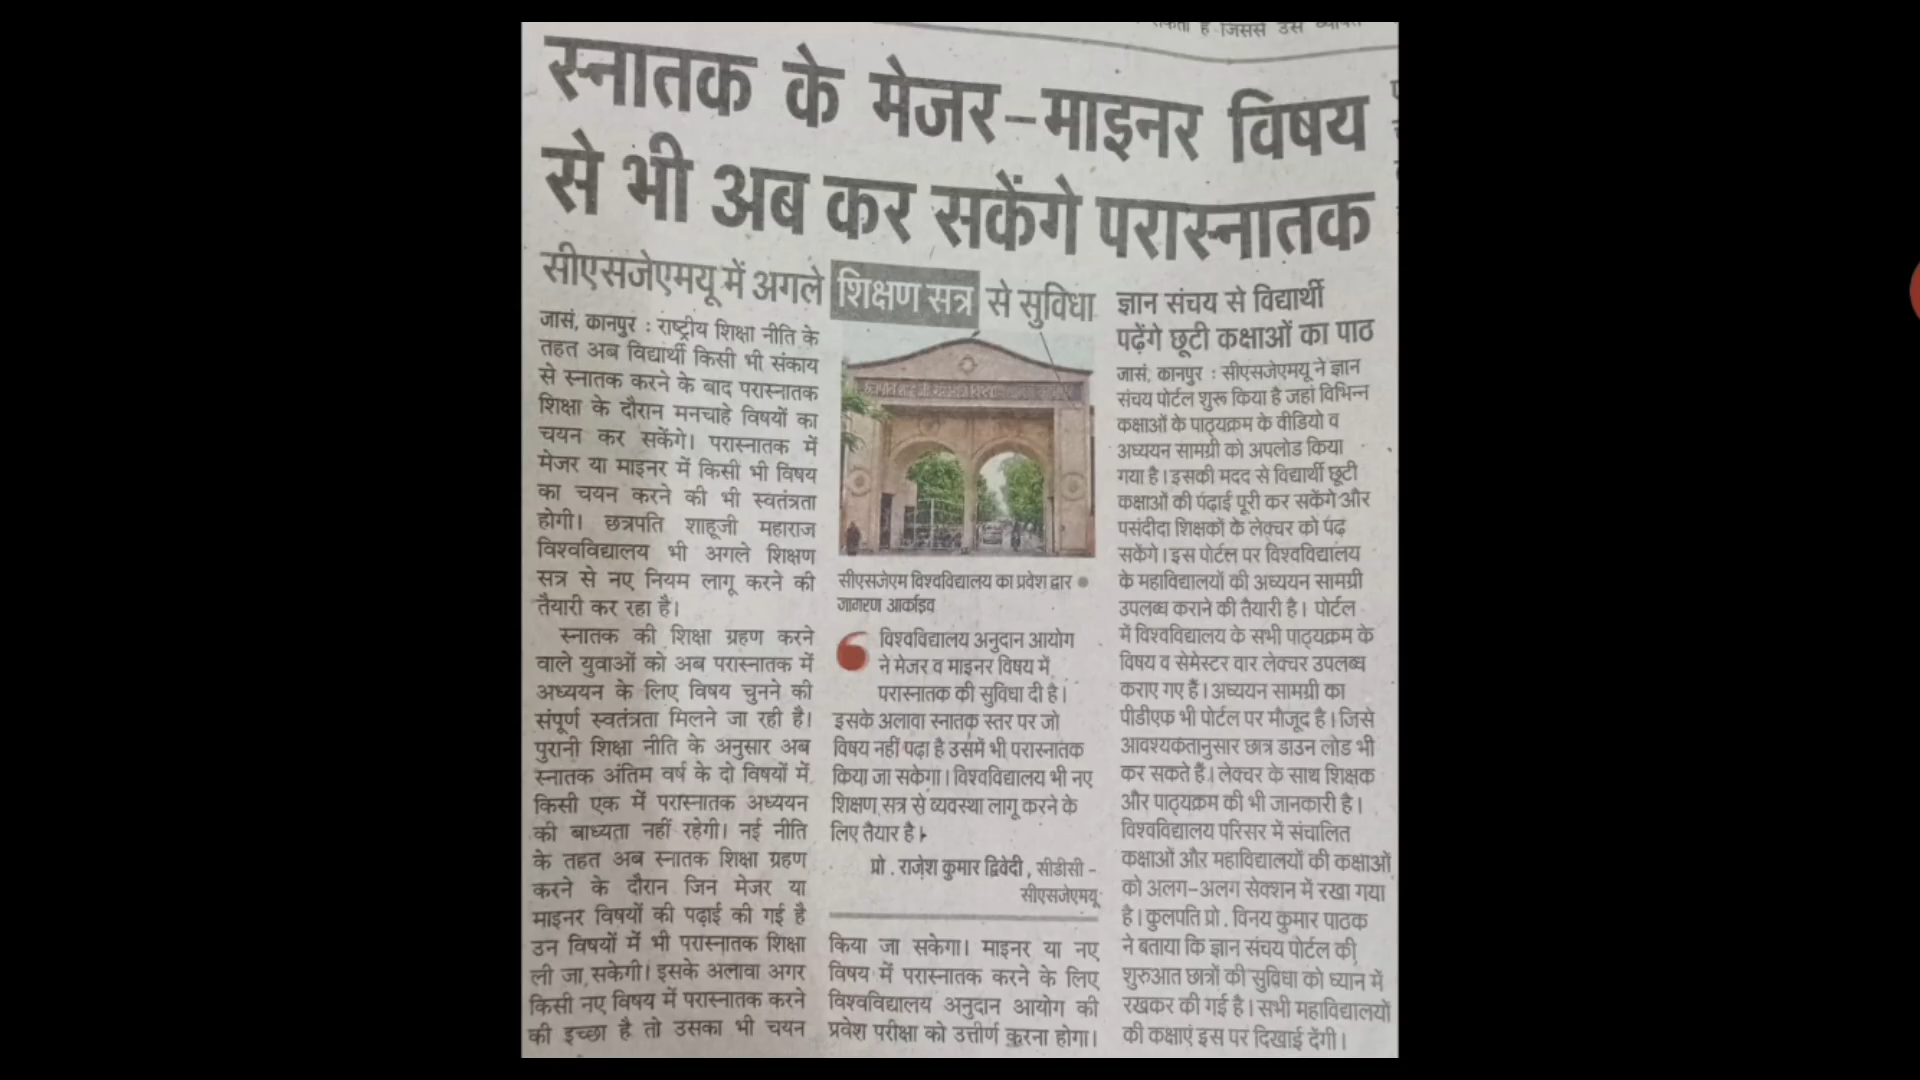 स्नातक के मेजर-माइनर विषय
से भी अब कर सकेंगे परास्नातक
सीएसजेएमयू में अगले शिक्षण सत्र से सुविधा
जासं, कानपुर : राष्ट्रीय शिक्षा नीति के
तहत अब विद्यार्थी किसी भी संकाय
से स्नातक करने के बाद परास्नातक
शिक्षा के दौरान मनचाहे विषयों का
चयन कर सकेंगे। परास्नातक में
मेजर या माइनर में किसी भी विषय
का चयन करने की भी स्वतंत्रता
होगी। छत्रपति शाहूजी महाराज
विश्वविद्यालय भी अगले शिक्षण
सत्र से नए नियम लागू करने की
तैयारी कर रहा है।
स्नातक की शिक्षा ग्रहण करने
वाले युवाओं को अब परास्नातक में
अध्ययन के लिए विषय चुनने की
संपूर्ण स्वतंत्रता मिलने जा रही है।
पुरानी शिक्षा नीति के अनुसार अब
स्नातक अंतिम वर्ष के दो विषयों में
किसी एक में परास्नातक अध्ययन
की बाध्यता नहीं रहेगी। नई नीति
के तहत अब स्नातक शिक्षा ग्रहण
करने के दौरान जिन मेजर या
माइनर विषयों की पढ़ाई की गई है
उन विषयों में भी परास्नातक शिक्षा
ली जा सकेगी। इसके अलावा अगर
किसी नए विषय में परास्नातक करने
की इच्छा है तो उसका भी चयन
सीएसजेएम विश्वविद्यालय का प्रवेश द्वार ●
जागरण आर्काइव
विश्वविद्यालय अनुदान आयोग
ने मेजर व माइनर विषय में
परास्नातक की सुविधा दी है।
इसके अलावा स्नातक स्तर पर जो
विषय नहीं पढ़ा है उसमें भी परास्नातक
किया जा सकेगा। विश्वविद्यालय भी नए
शिक्षण सत्र से व्यवस्था लागू करने के
लिए तैयार है।
प्रो. राजेश कुमार द्विवेदी, सीडीसी -
सीएसजेएमयू
किया जा सकेगा। माइनर या नए
विषय में परास्नातक करने के लिए
विश्वविद्यालय अनुदान आयोग की
प्रवेश परीक्षा को उत्तीर्ण करना होगा।
ज्ञान संचय से विद्यार्थी
पढ़ेंगे छूटी कक्षाओं का पाठ
जासं, कानपुर : सीएसजेएमयू ने ज्ञान
संचय पोर्टल शुरू किया है जहां विभिन्न
कक्षाओं के पाठ्यक्रम के वीडियो व
अध्ययन सामग्री को अपलोड किया
गया है। इसकी मदद से विद्यार्थी छूटी
कक्षाओं की पढ़ाई पूरी कर सकेंगे और
पसंदीदा शिक्षकों के लेक्चर को पढ़
सकेंगे। इस पोर्टल पर विश्वविद्यालय
के महाविद्यालयों की अध्ययन सामग्री
उपलब्ध कराने की तैयारी है। पोर्टल
में विश्वविद्यालय के सभी पाठ्यक्रम के
विषय व सेमेस्टर वार लेक्चर उपलब्ध
कराए गए हैं। अध्ययन सामग्री का
पीडीएफ भी पोर्टल पर मौजूद है। जिसे
आवश्यकतानुसार छात्र डाउन लोड भी
कर सकते हैं। लेक्चर के साथ शिक्षक
और पाठ्यक्रम की भी जानकारी है।
विश्वविद्यालय परिसर में संचालित
कक्षाओं और महाविद्यालयों की कक्षाओं
को अलग-अलग सेक्शन में रखा गया
है। कुलपति प्रो. विनय कुमार पाठक
ने बताया कि ज्ञान संचय पोर्टल की
शुरुआत छात्रों की सुविधा को ध्यान में
रखकर की गई है। सभी महाविद्यालयों
की कक्षाएं इस पर दिखाई देंगी।